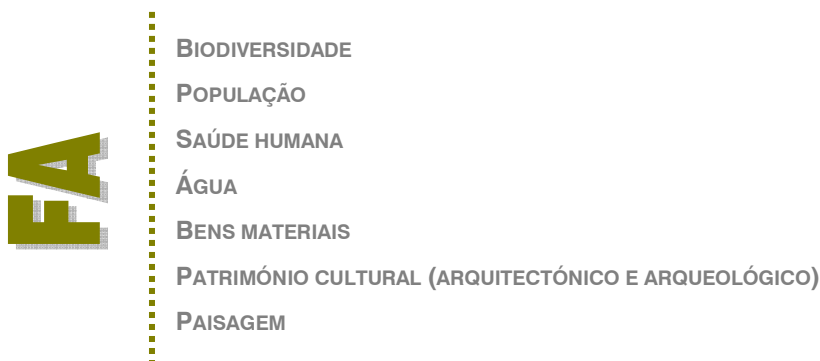 FA
BIODIVERSIDADE
POPULAÇÃO
SAÚDE HUMANA
ÁGUA
BENS MATERIAIS
PATRIMÓNIO CULTURAL (ARQUITECTÓNICO E ARQUEOLÓGICO)
PAISAGEM